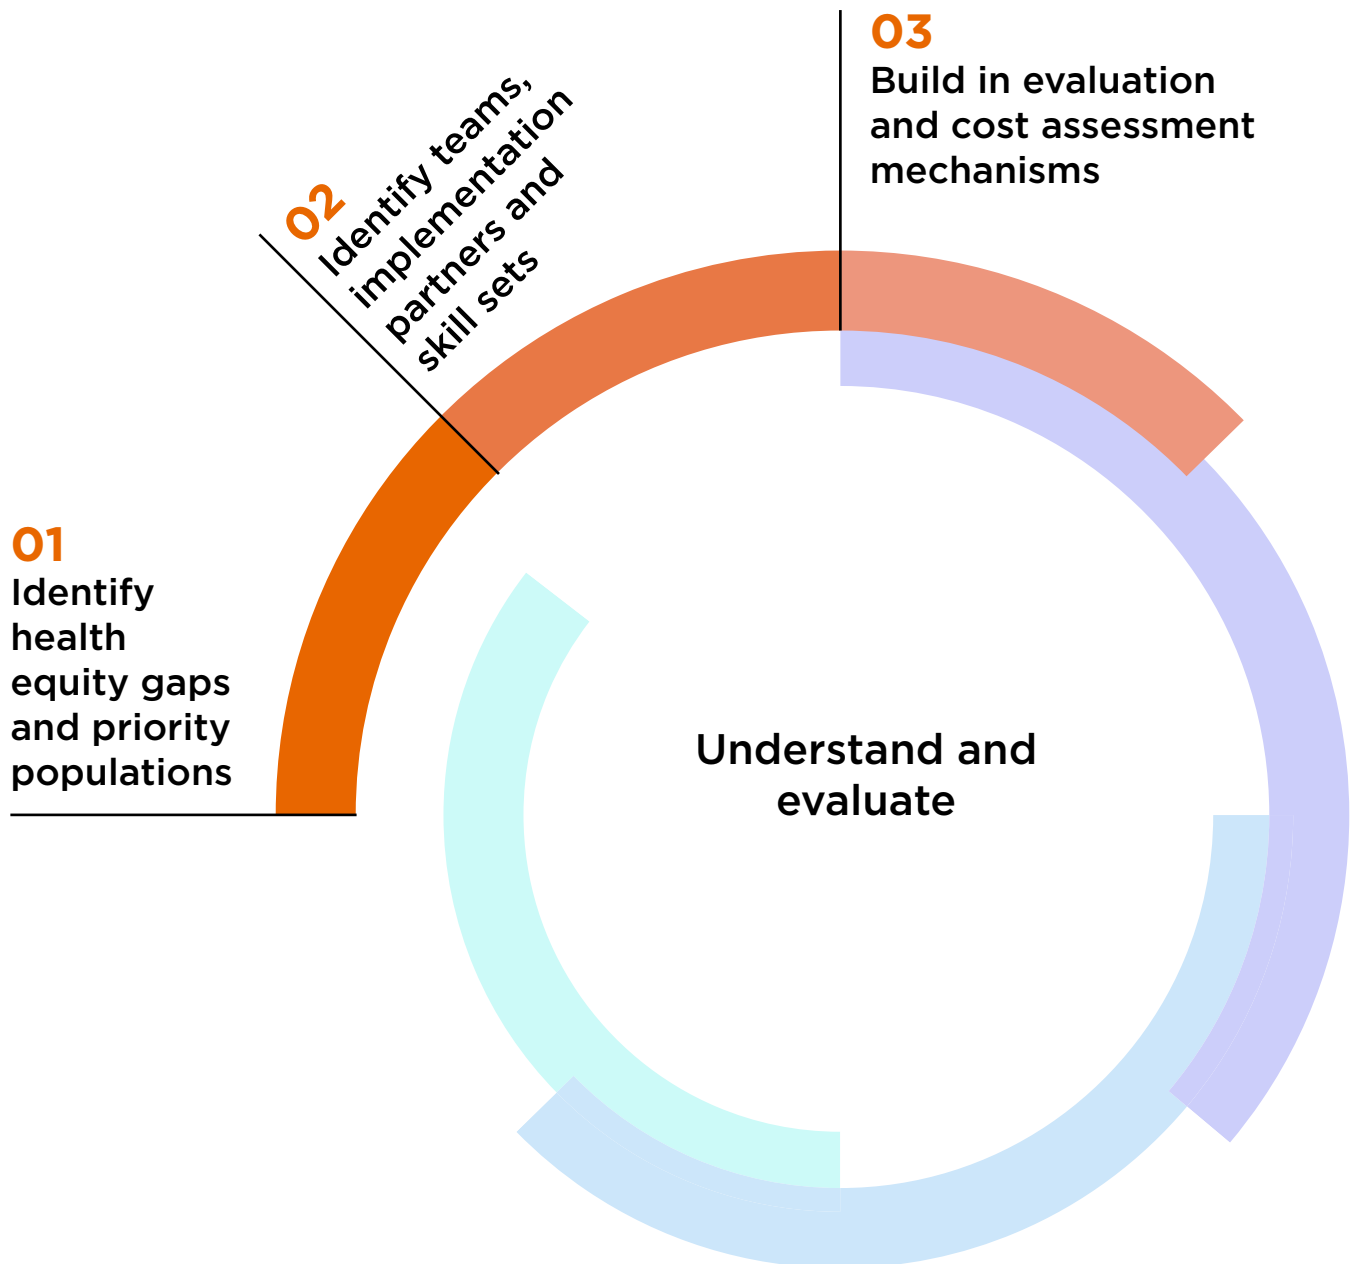 01
Identify
health
equity gaps
and priority
populations
02
Identify teams,
implementation
partners and
skill sets
03
Build in evaluation
and cost assessment
mechanisms
Understand and
evaluate